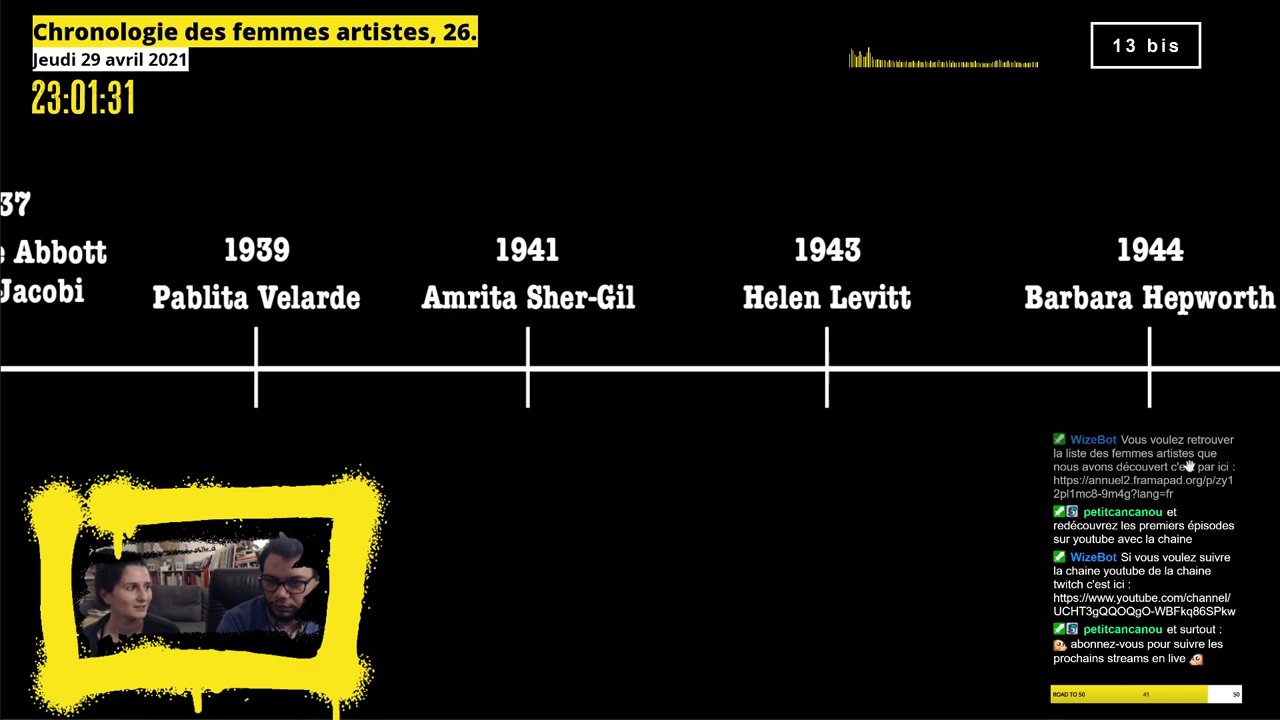 Chronologie des femmes artistes, 26.
Jeudi 29 avril 2021
23:01:31
13 bis
37
e Abbott
Jacobi
1939
Pablita Velarde
1941
Amrita Sher-Gil
1943
Helen Levitt
1944
Barbara Hepworth
WizeBot Vous voulez retrouver
la liste des femmes artistes que
nous avons découvert c'est par ici :
https://annuel2.framapad.org/p/zy1
2pl1mc8-9m4g?lang=fr
petitcancanou et
redécouvrez les premiers épisodes
sur youtube avec la chaine
WizeBot Si vous voulez suivre
la chaine youtube de la chaine
twitch c'est ici :
https://www.youtube.com/channel/
UCHT3gQQOQgO-WBFkq86SPkw
petitcancanou et surtout :
abonnez-vous pour suivre les
prochains streams en live
ROAD TO 50 41 50